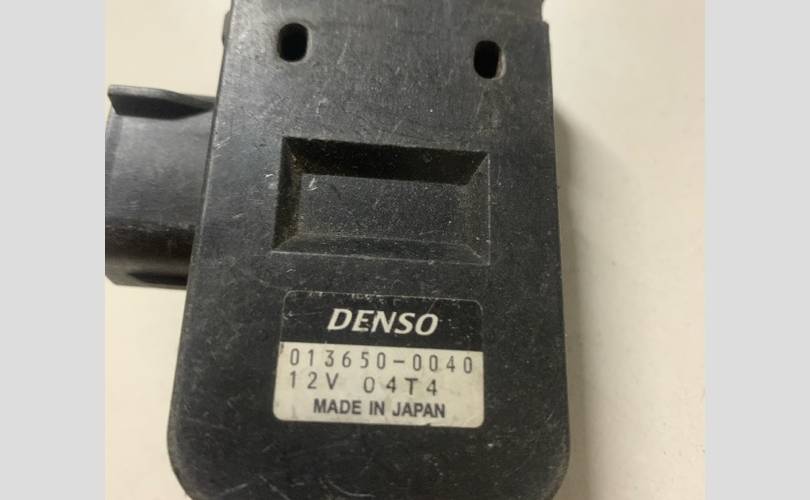 DENSO
013650-0040
12V 04T4
MADE IN JAPAN